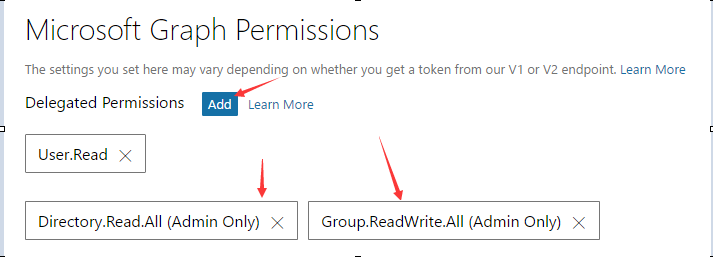 Microsoft Graph Permissions
The settings you set here may vary depending on whether you get a token from our V1 or V2 endpoint. Learn More
Delegated Permissions Add Learn More
User.Read
Directory.Read.All (Admin Only) Group.ReadWrite.All (Admin Only)